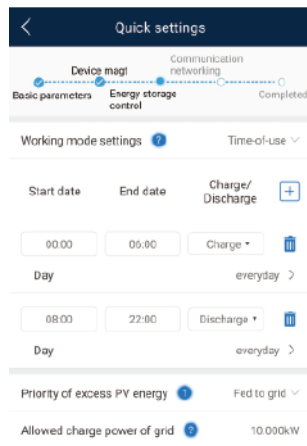 Quick settings
Communication
Device magt networking
Basic parameters Energy storage Completed
control
Working mode settings ? Time-of-use
Start date End date Charge/
Discharge
00:00 06:00 Charge
Day everyday
08:00 22:00 Discharge
Day everyday
Priority of excess PV energy ? Fed to grid
Allowed charge power of grid ? 10.000kW